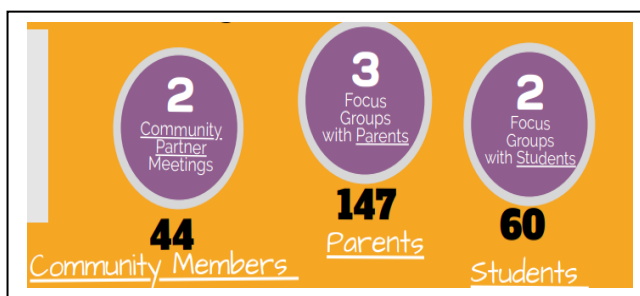 2
Community
Partner
Meetings
44
Community Members
3
Focus
Groups
with Parents
147
Parents
2
Focus
Groups
with Students
60
Students